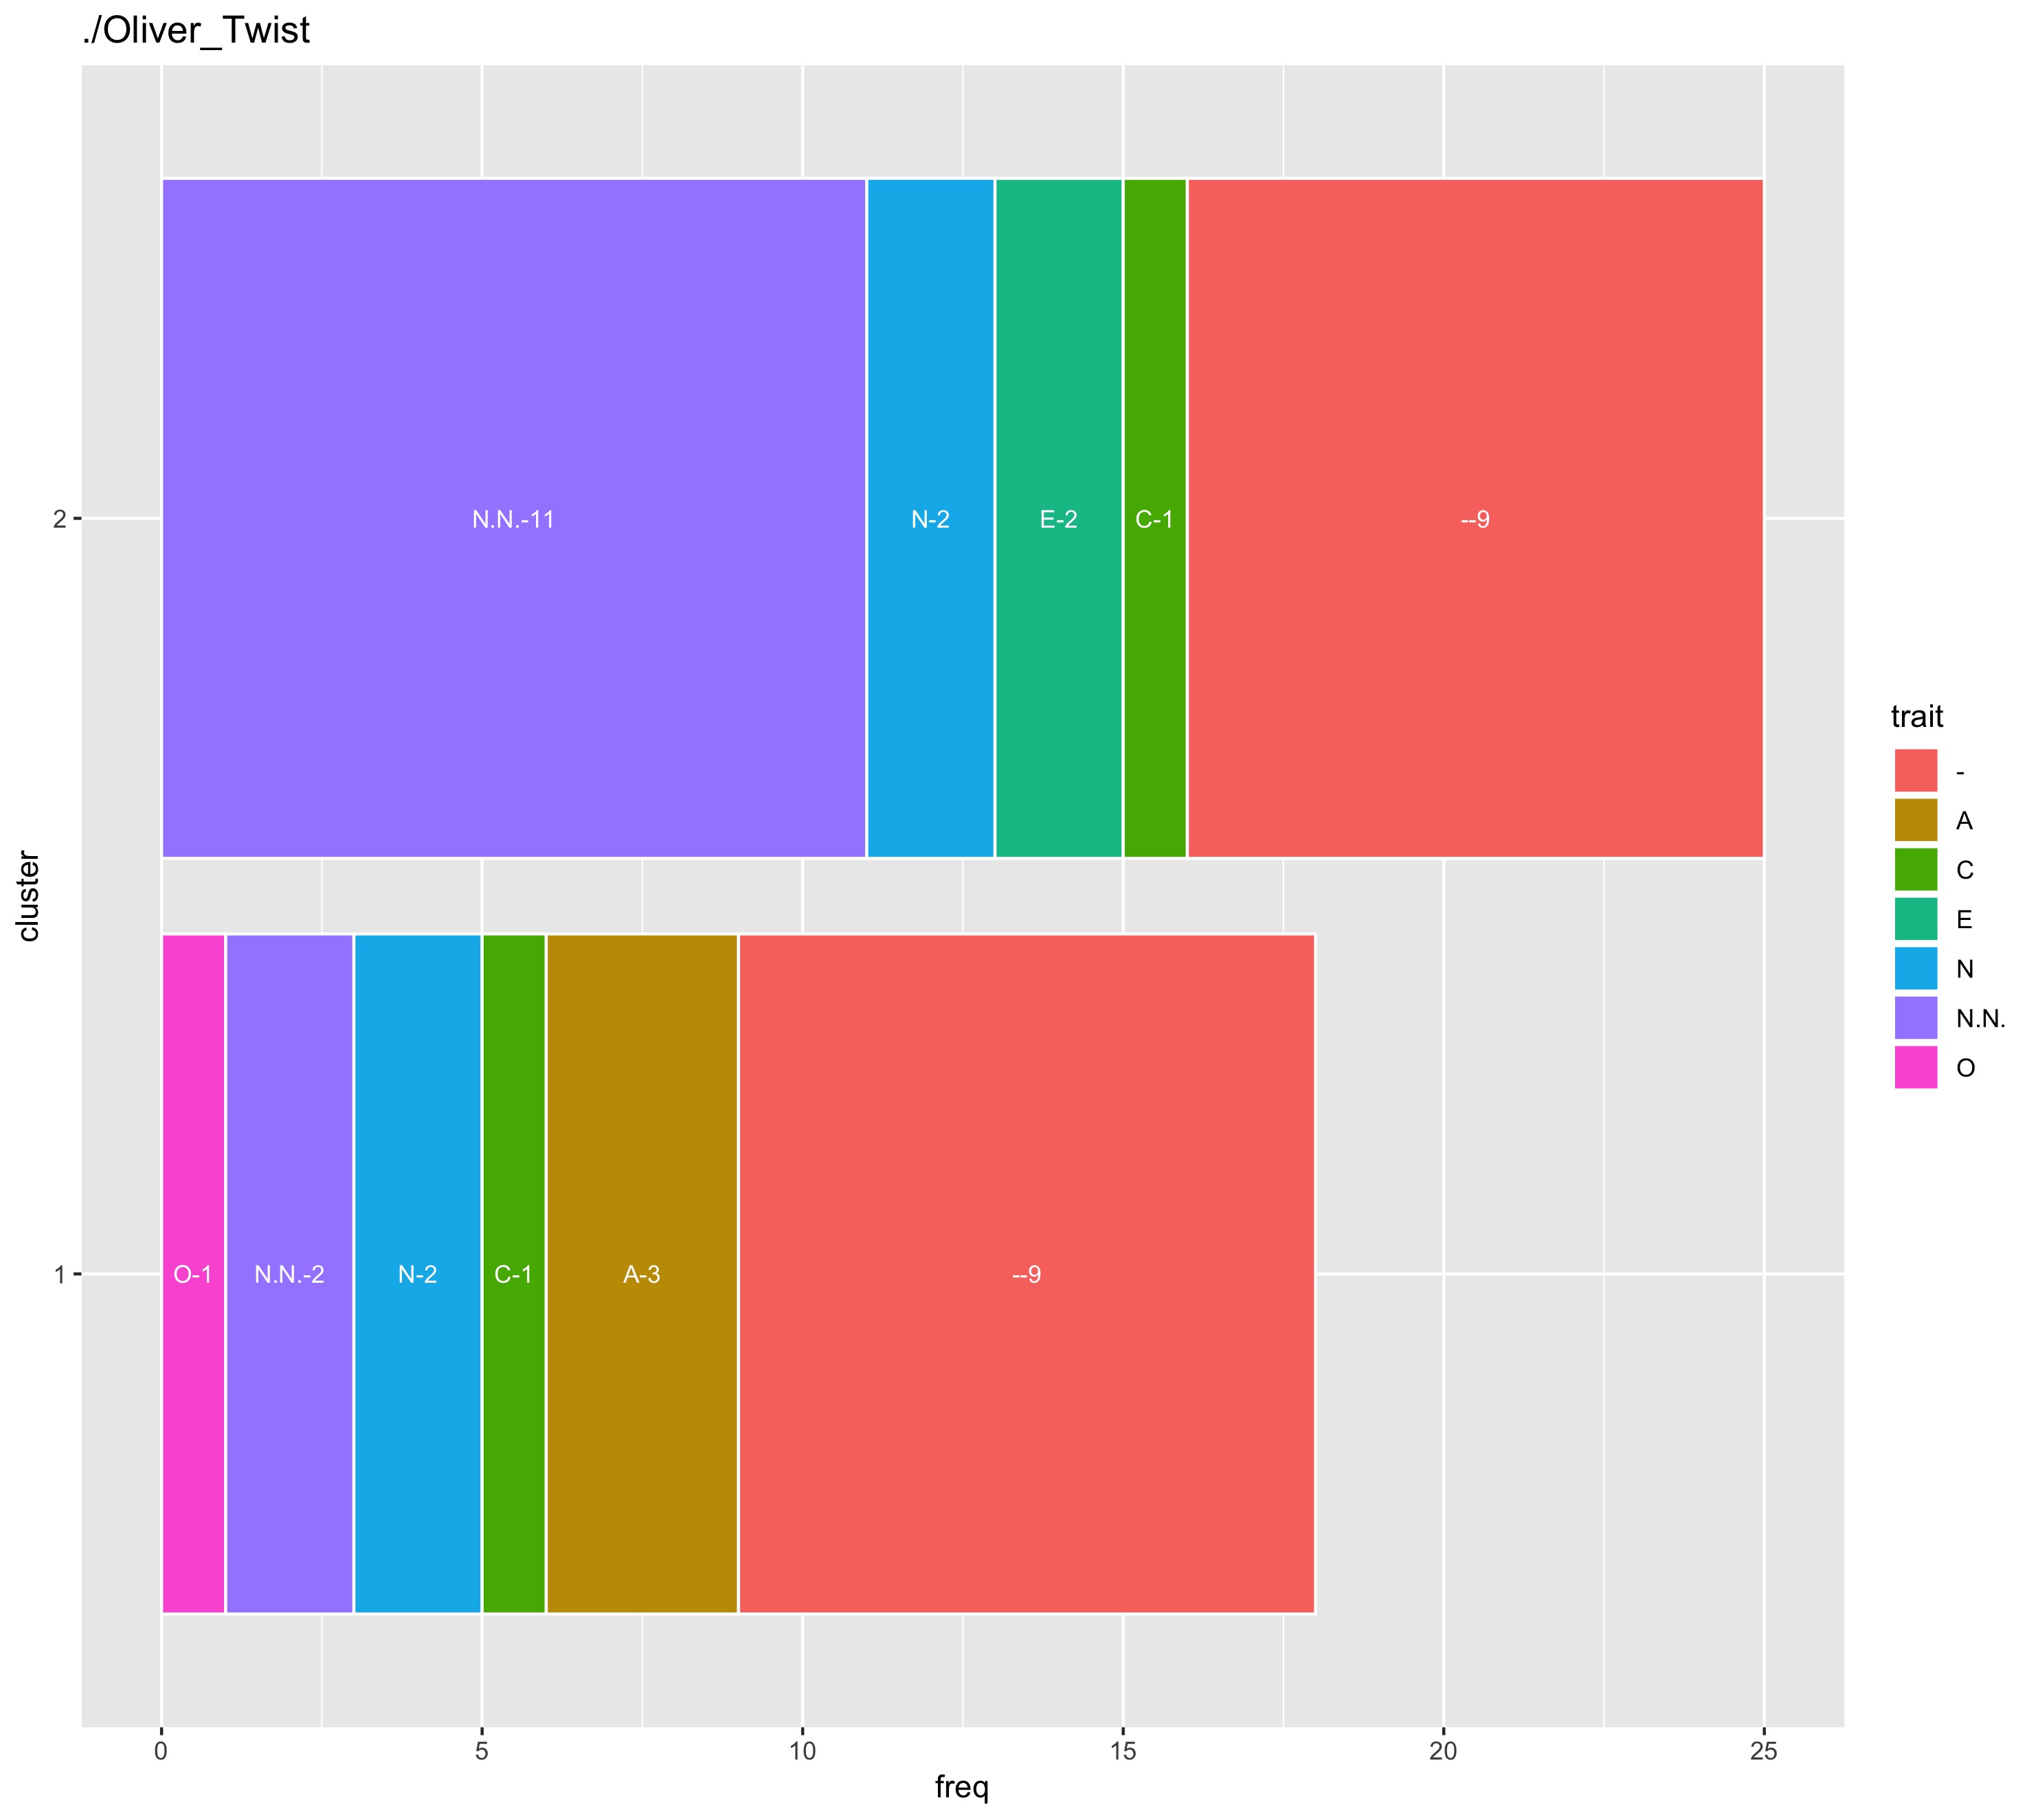 ./Oliver_Twist
cluster
2
N.N.-11
N-2
E-2
C-1
--9
1
O-1
N.N.-2
N-2
C-1
A-3
--9
0
5
10
15
20
25
freq
trait
-
A
C
E
N
N.N.
O